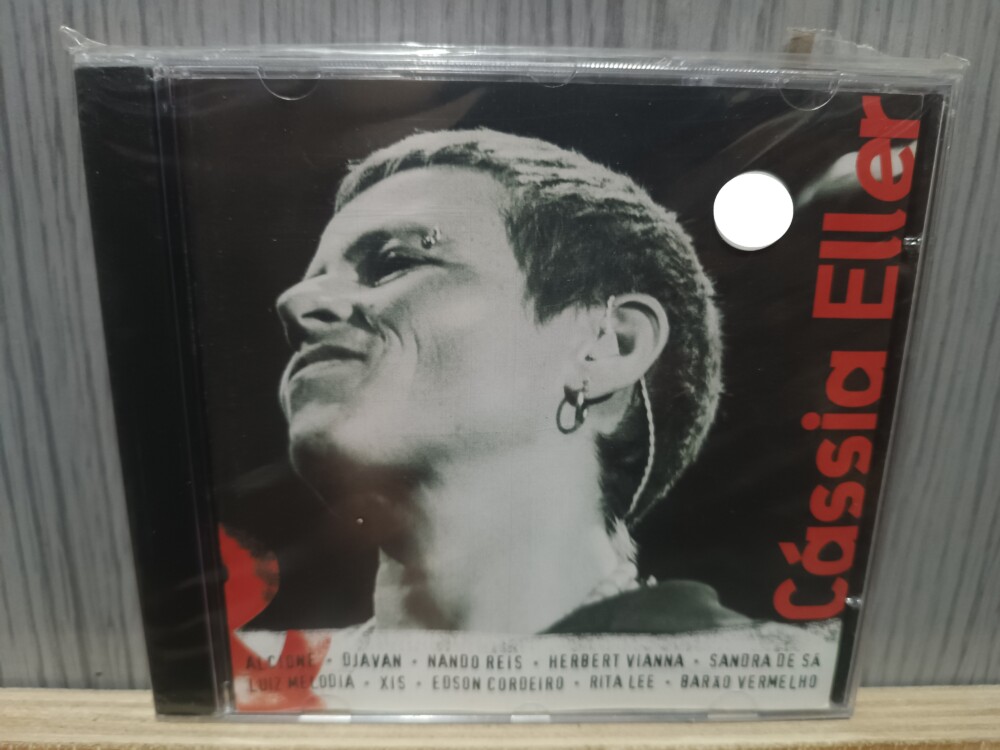 Cássia Eller
ALCIONE • DJAVAN • NANDO REIS • HERBERT VIANNA • SANDRA DE SÁ
LUIZ MELODIA • XIS • EDSON CORDEIRO • RITA LEE • BARÃO VERMELHO